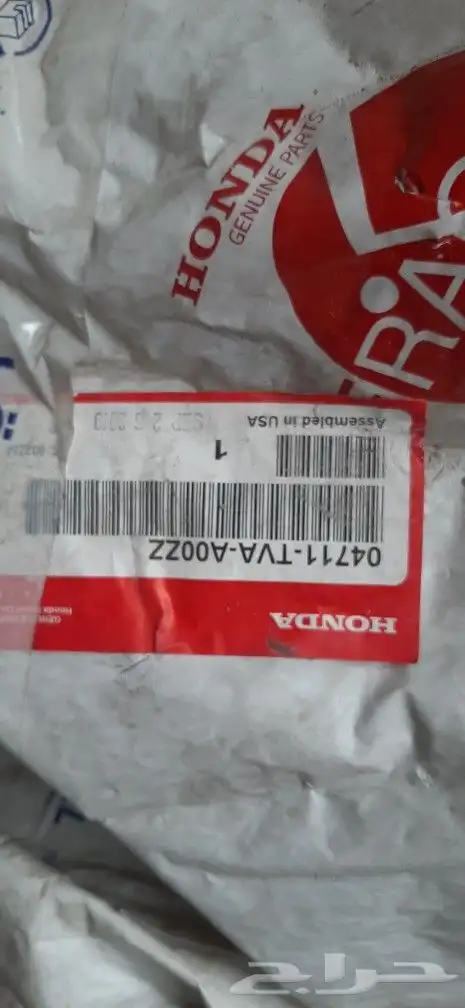 HONDA
GENUINE PARTS
HONDA
04711-TVA-A00ZZ
1
Assembled in USA
حراج